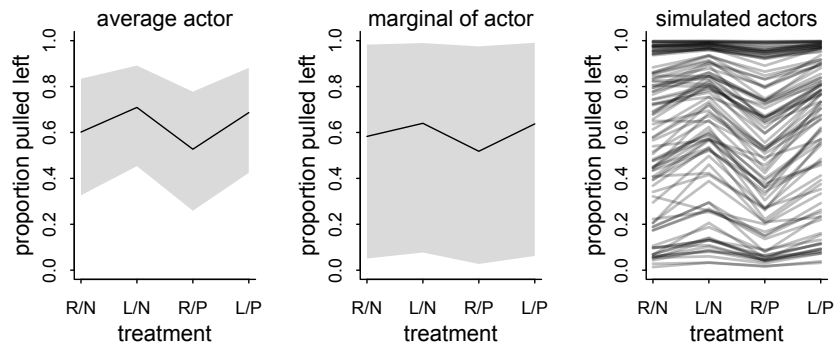 average actor
proportion pulled left
0.0 0.2 0.4 0.6 0.8 1.0
R/N L/N R/P L/P
treatment
marginal of actor
proportion pulled left
0.0 0.2 0.4 0.6 0.8 1.0
R/N L/N R/P L/P
treatment
simulated actors
proportion pulled left
0.0 0.2 0.4 0.6 0.8 1.0
R/N L/N R/P L/P
treatment